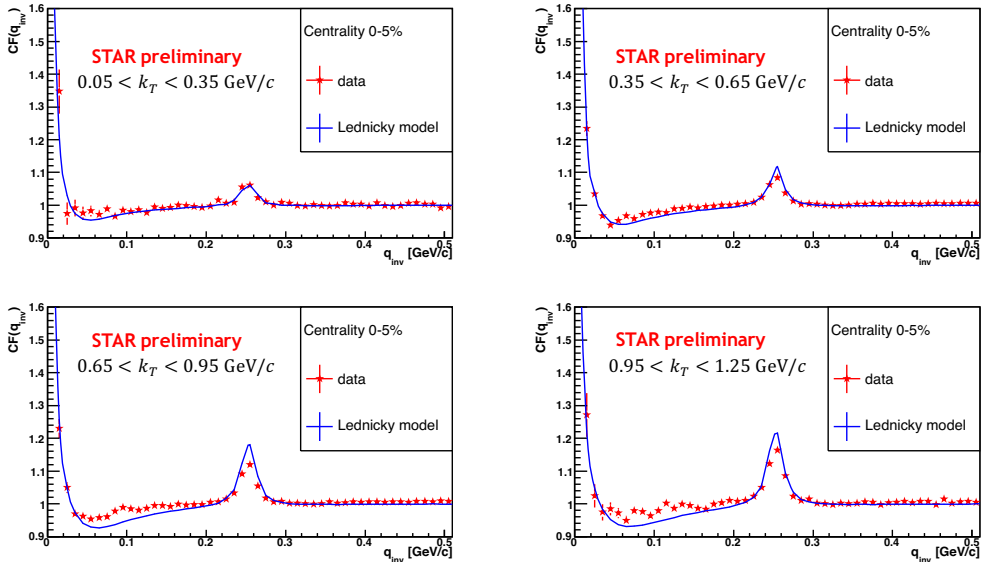 CF(q_inv)
1.6
1.5
1.4
1.3
1.2
1.1
1
0.9
STAR preliminary
0.05 < k_T < 0.35 GeV/c
Centrality 0-5%
data
Lednicky model
0 0.1 0.2 0.3 0.4 0.5
q_inv [GeV/c]
CF(q_inv)
1.6
1.5
1.4
1.3
1.2
1.1
1
0.9
STAR preliminary
0.35 < k_T < 0.65 GeV/c
Centrality 0-5%
data
Lednicky model
0 0.1 0.2 0.3 0.4 0.5
q_inv [GeV/c]
CF(q_inv)
1.6
1.5
1.4
1.3
1.2
1.1
1
0.9
STAR preliminary
0.65 < k_T < 0.95 GeV/c
Centrality 0-5%
data
Lednicky model
0 0.1 0.2 0.3 0.4 0.5
q_inv [GeV/c]
CF(q_inv)
1.6
1.5
1.4
1.3
1.2
1.1
1
0.9
STAR preliminary
0.95 < k_T < 1.25 GeV/c
Centrality 0-5%
data
Lednicky model
0 0.1 0.2 0.3 0.4 0.5
q_inv [GeV/c]